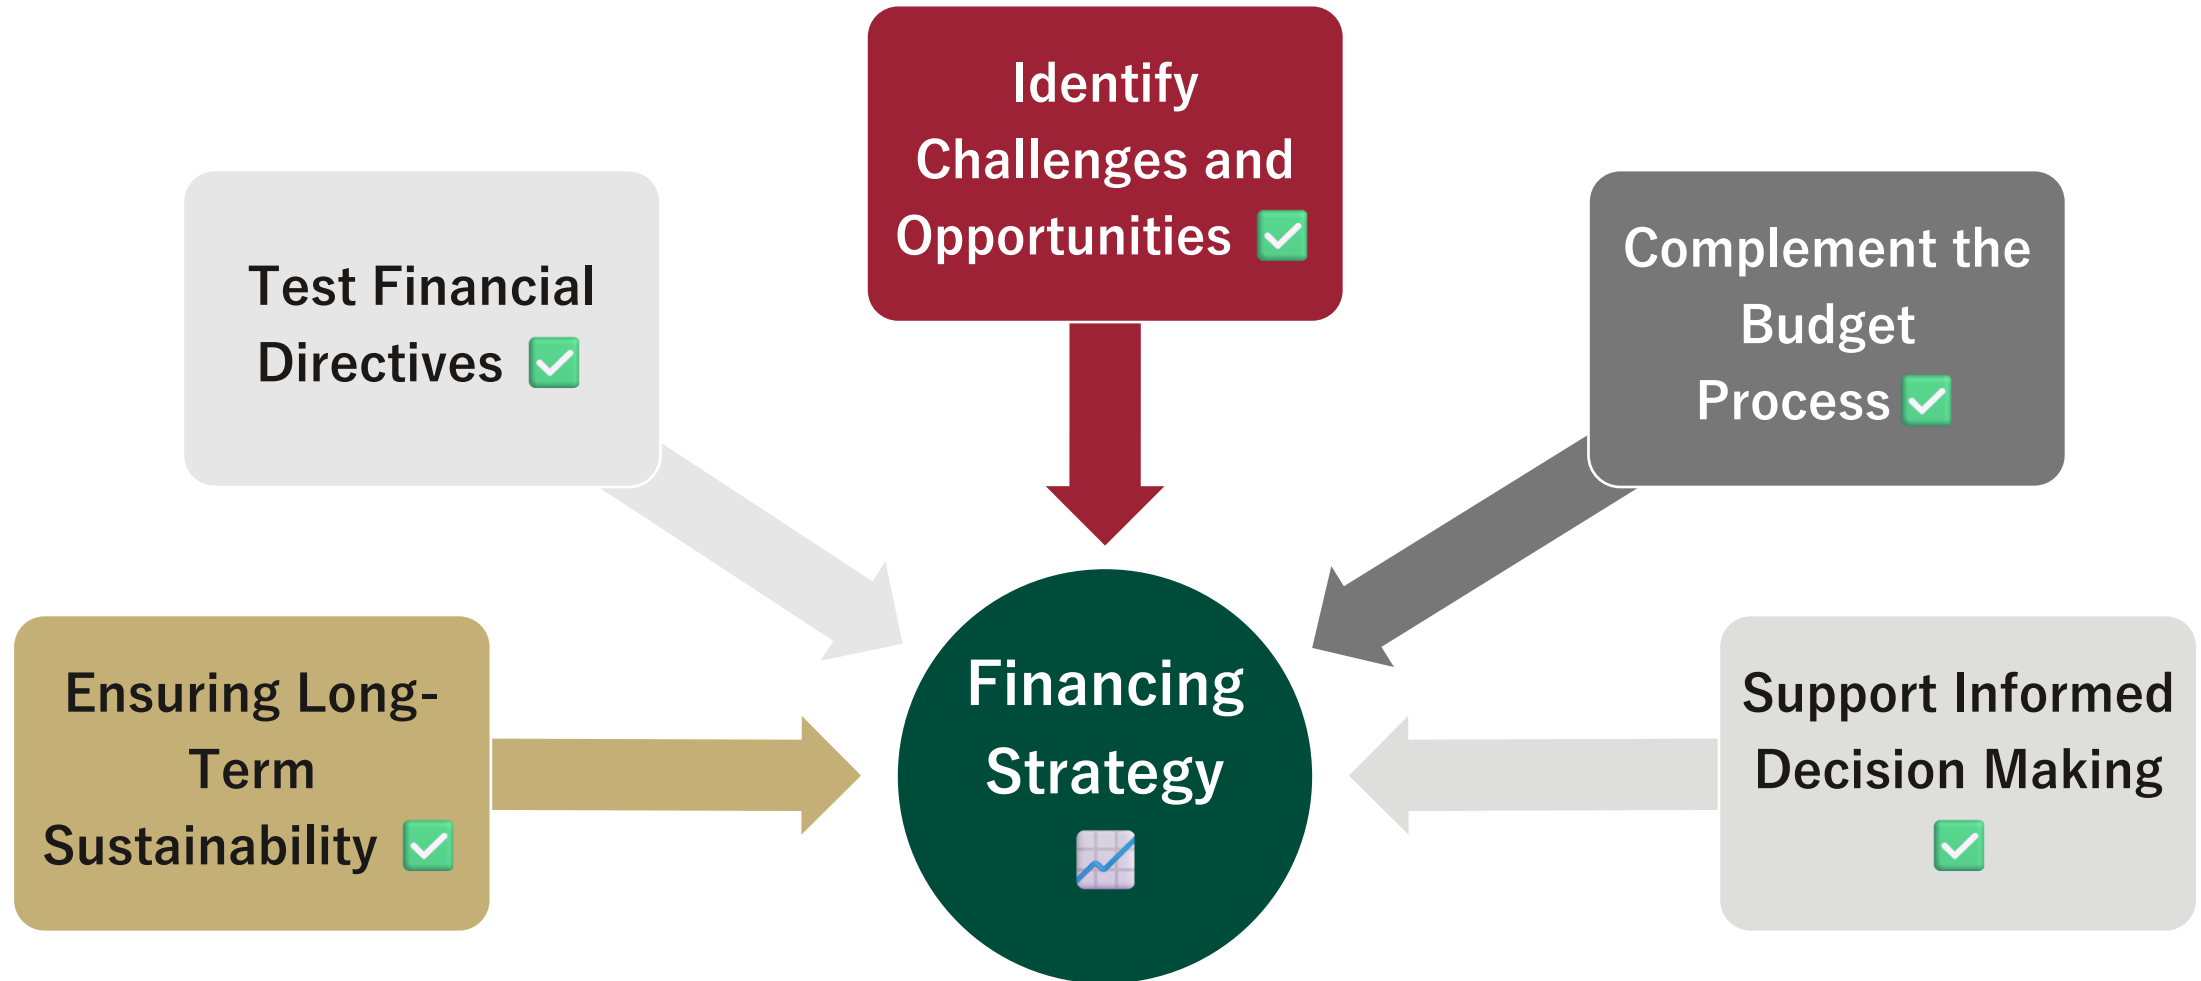 Identify
Challenges and
Opportunities ✅
Test Financial
Directives ✅
Complement the
Budget
Process ✅
Ensuring Long-
Term
Sustainability ✅
Financing
Strategy
📈
Support Informed
Decision Making
✅